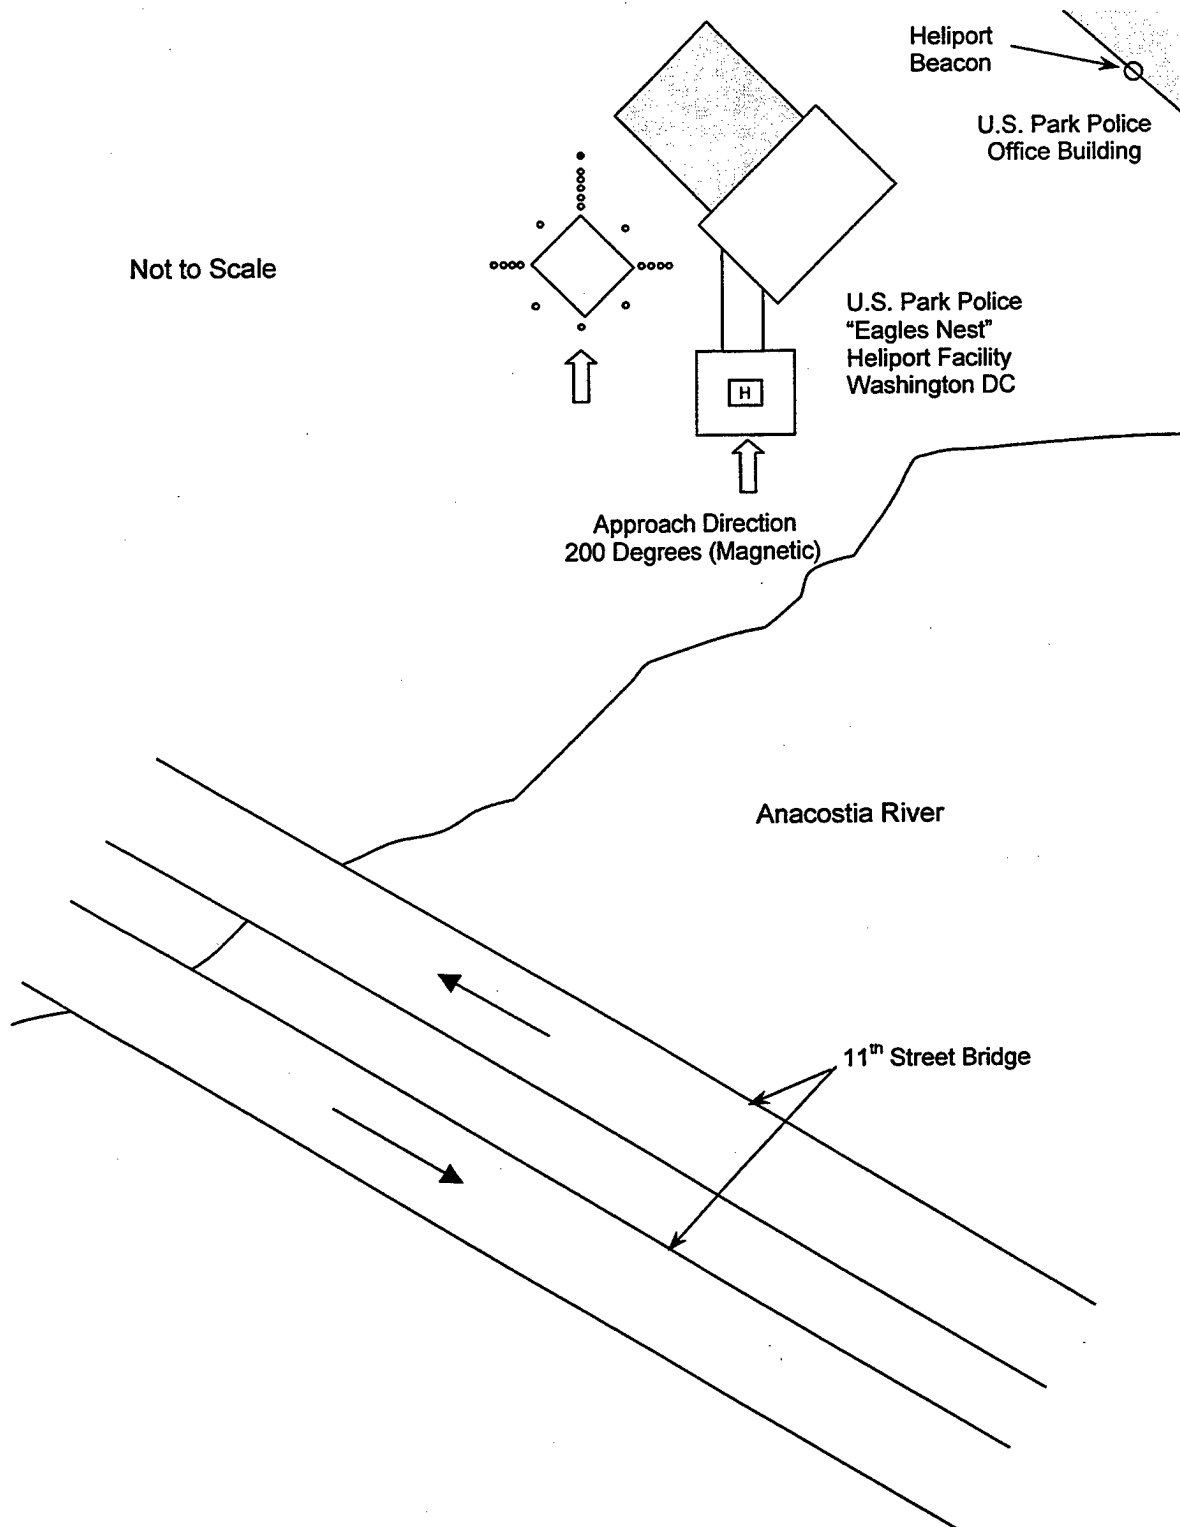 Heliport
Beacon
U.S. Park Police
Office Building
Not to Scale
U.S. Park Police
“Eagles Nest”
Heliport Facility
Washington DC
H
Approach Direction
200 Degrees (Magnetic)
Anacostia River
11th Street Bridge